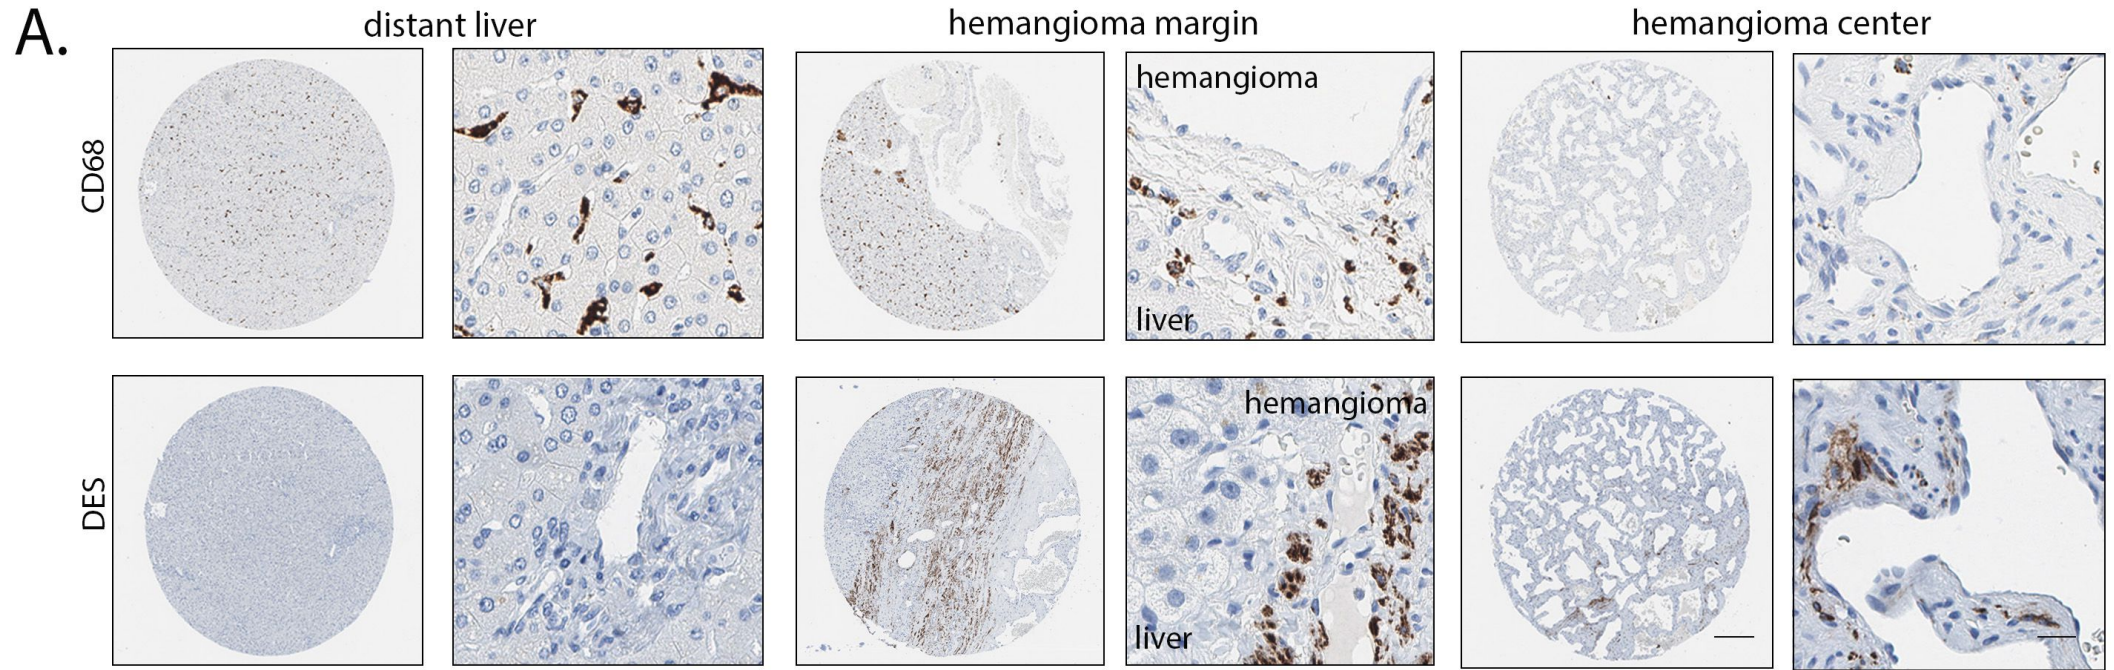 A.
distant liver
hemangioma margin
hemangioma center
CD68
hemangioma
liver
DES
hemangioma
liver